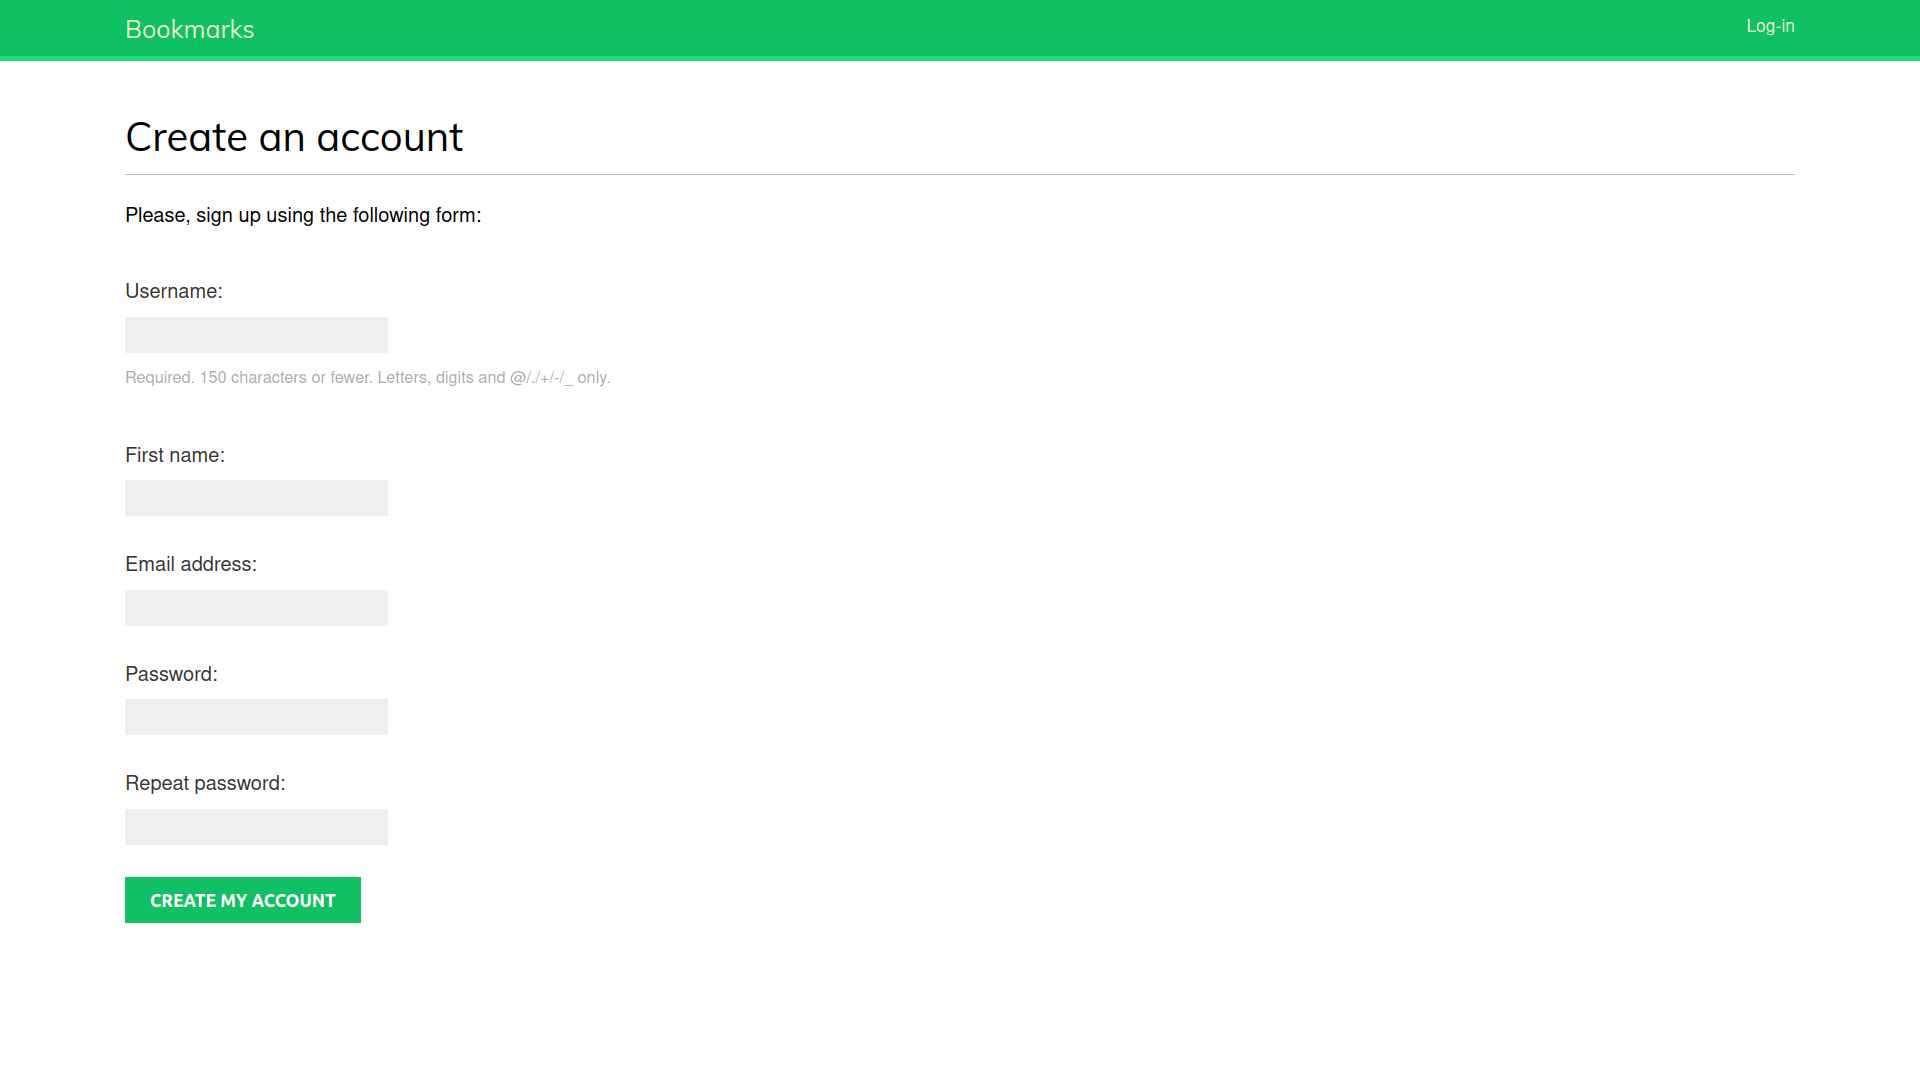 Bookmarks
Log-in
Create an account
Please, sign up using the following form:
Username:
Required. 150 characters or fewer. Letters, digits and @/./+/-/_ only.
First name:
Email address:
Password:
Repeat password:
CREATE MY ACCOUNT